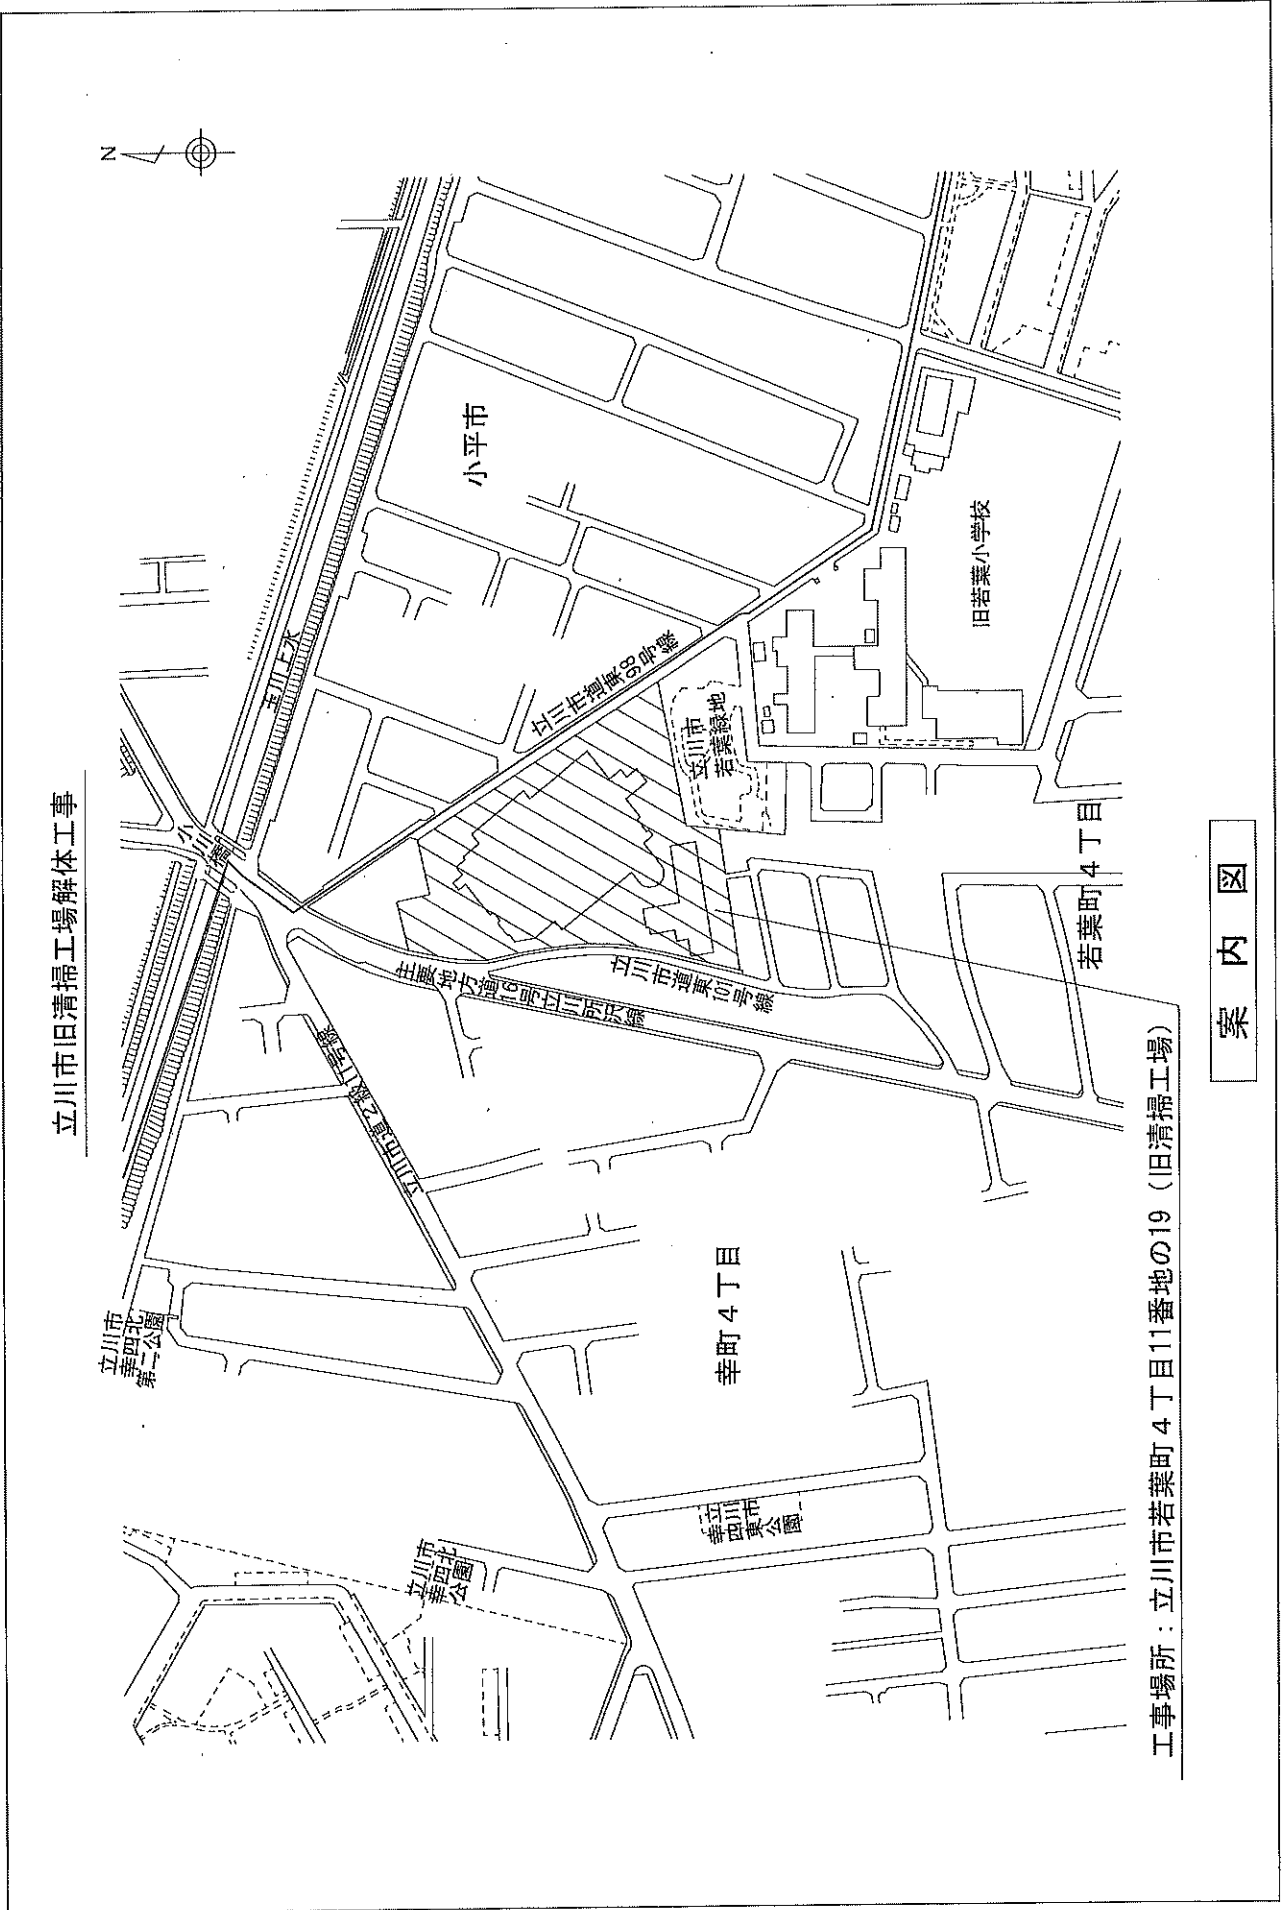 立川市旧清掃工場解体工事
N
玉川上水
小川橋
小平市
立川市
幸四北
第二公園
立川市道2級11号線
主要地方道16号立川所沢線
立川市道東101号線
立川市道東98号線
立川市
若葉緑地
旧若葉小学校
立川市
幸四北
公園
立川市
幸四東公園
幸町4丁目
若葉町4丁目
工事場所：立川市若葉町4丁目11番地の19（旧清掃工場）
案内図